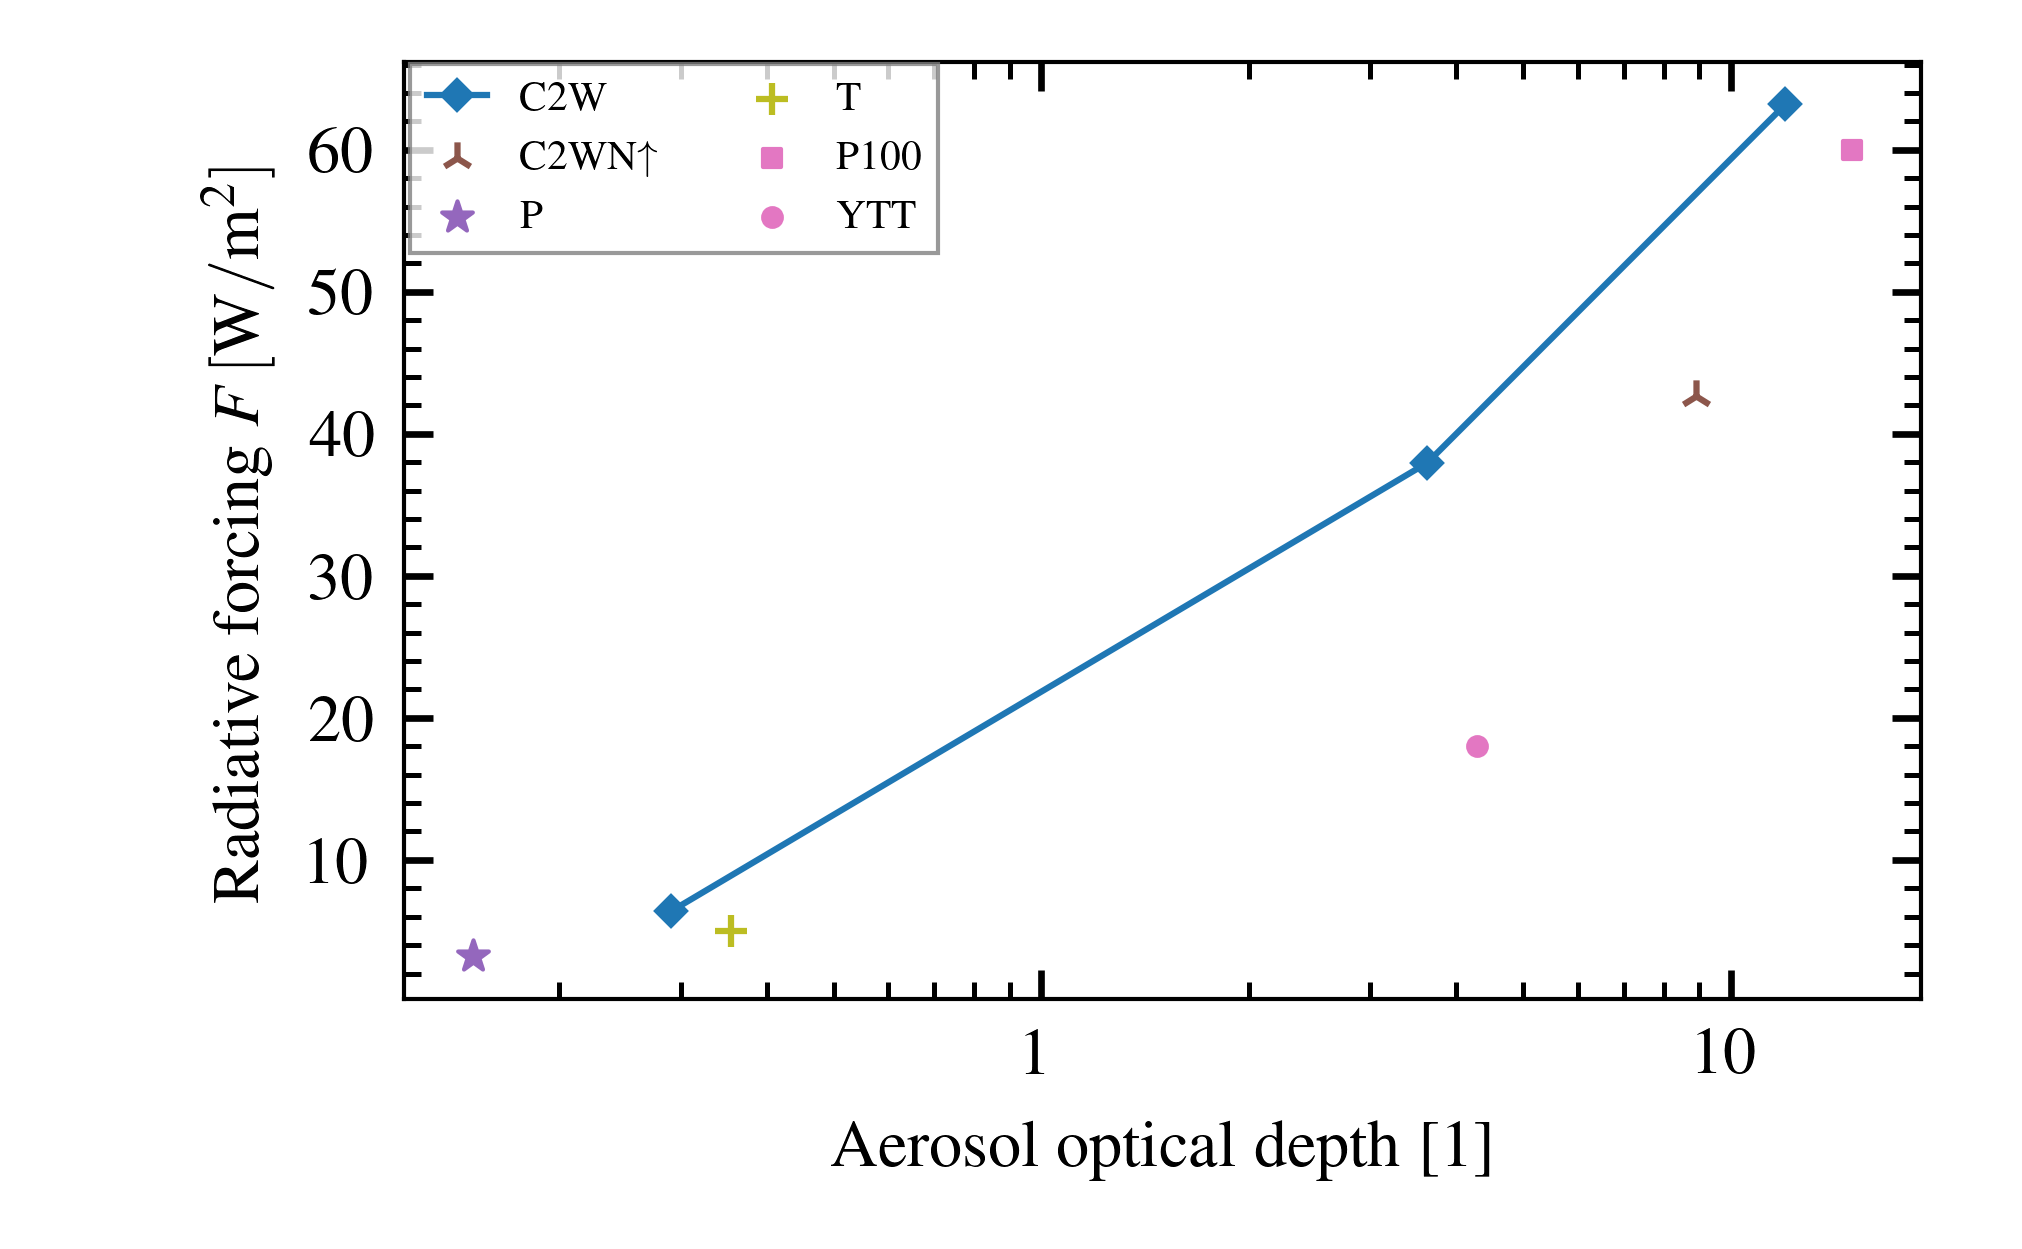 C2W
C2WN↑
P
T
P100
YTT
60
50
40
30
20
10
Radiative forcing F [W/m²]
1
10
Aerosol optical depth [1]